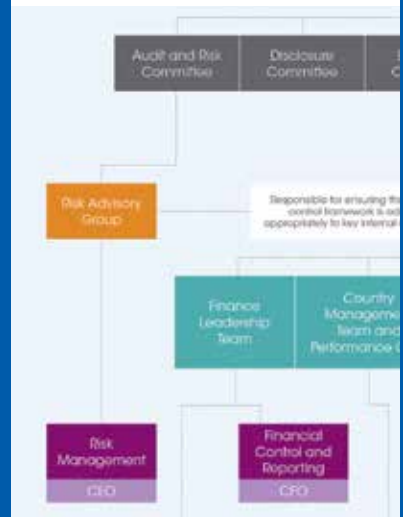 Audit and Risk
Committee
Disclosure
Committee
Risk Advisory
Group
Responsible for ensuring
control framework is
appropriately to key internal
Finance
Leadership
Team
Country
Team and
Performance
Risk
Management
CEO
Financial
Control and
Reporting
CFO